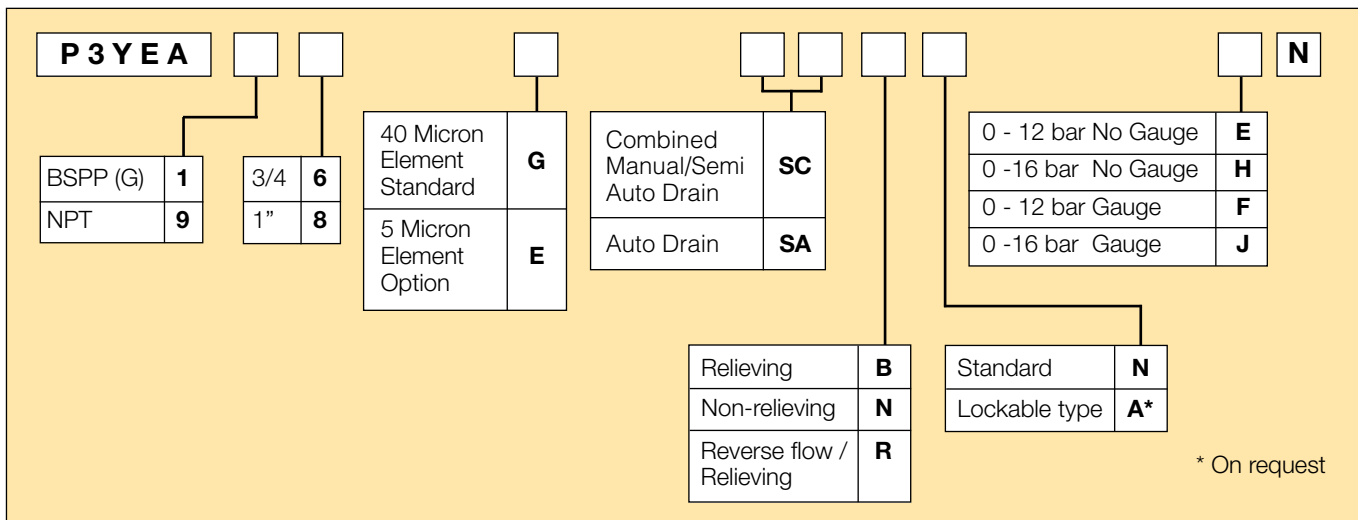 P3YEA N
BSPP (G) 1
NPT 9
3/4 6
1” 8
40 Micron
Element
Standard
G
5 Micron
Element
Option
E
Combined
Manual/Semi
Auto Drain
SC
Auto Drain SA
0 - 12 bar No Gauge E
0 -16 bar No Gauge H
0 - 12 bar Gauge F
0 -16 bar Gauge J
Relieving B
Non-relieving N
Reverse flow /
Relieving
R
Standard N
Lockable type A*
* On request